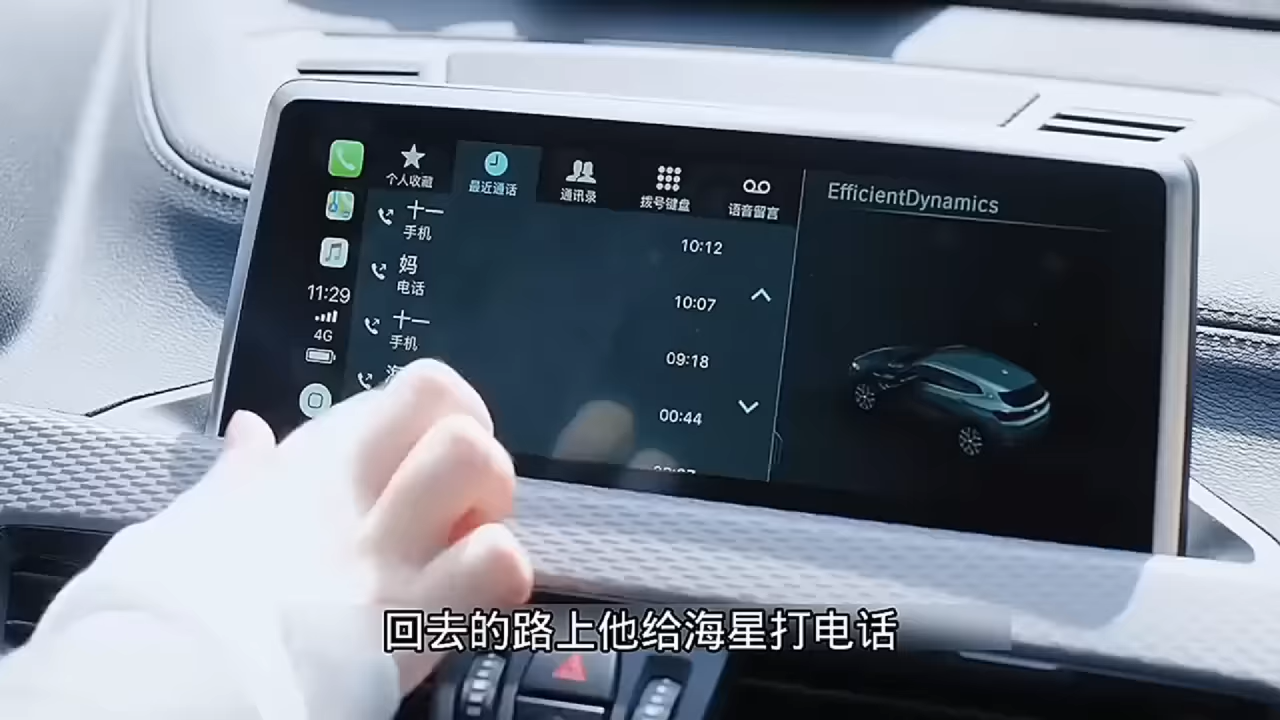 个人收藏
最近通话
通讯录
拨号键盘
语音留言
EfficientDynamics
十一
手机
10:12
妈
电话
10:07
十一
手机
09:18
00:44
11:29
4G
回去的路上他给海星打电话